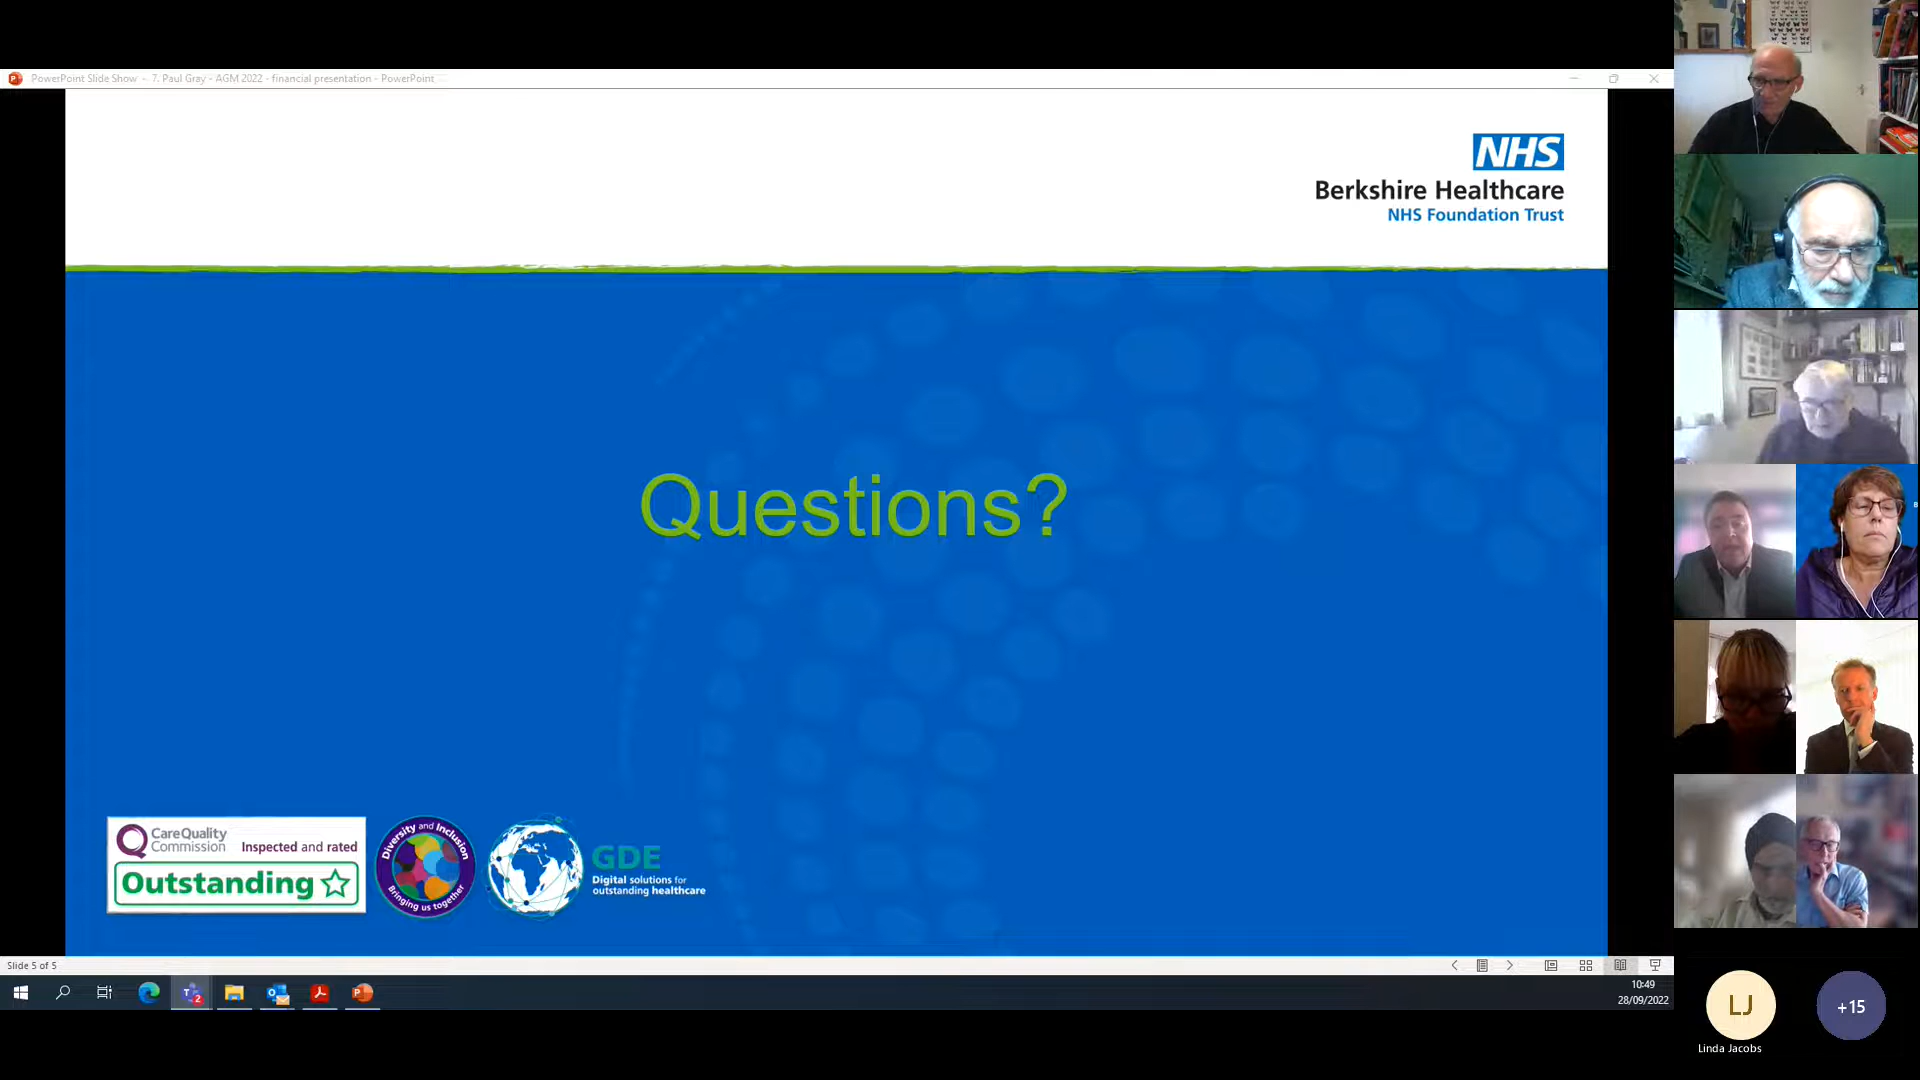 PowerPoint Slide Show - 7. Paul Gray - AGM 2022 - financial presentation - PowerPoint
NHS
Berkshire Healthcare
NHS Foundation Trust
Questions?
CareQuality
Commission
Inspected and rated
Outstanding
Diversity and Inclusion
Bringing us together
GDE
Digital solutions for
outstanding healthcare
Slide 5 of 5
10:49
28/09/2022
LJ
Linda Jacobs
+15